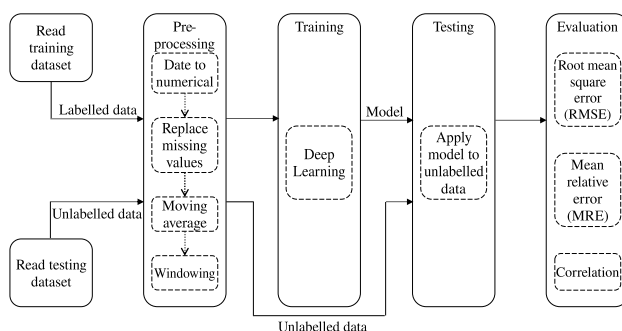 Read
training
dataset
Labelled data
Unlabelled data
Read testing
dataset
Pre-
processing
Date to
numerical
Replace
missing
values
Moving
average
Windowing
Training
Deep
Learning
Model
Unlabelled data
Testing
Apply
model to
unlabelled
data
Evaluation
Root mean
square
error
(RMSE)
Mean
relative
error
(MRE)
Correlation